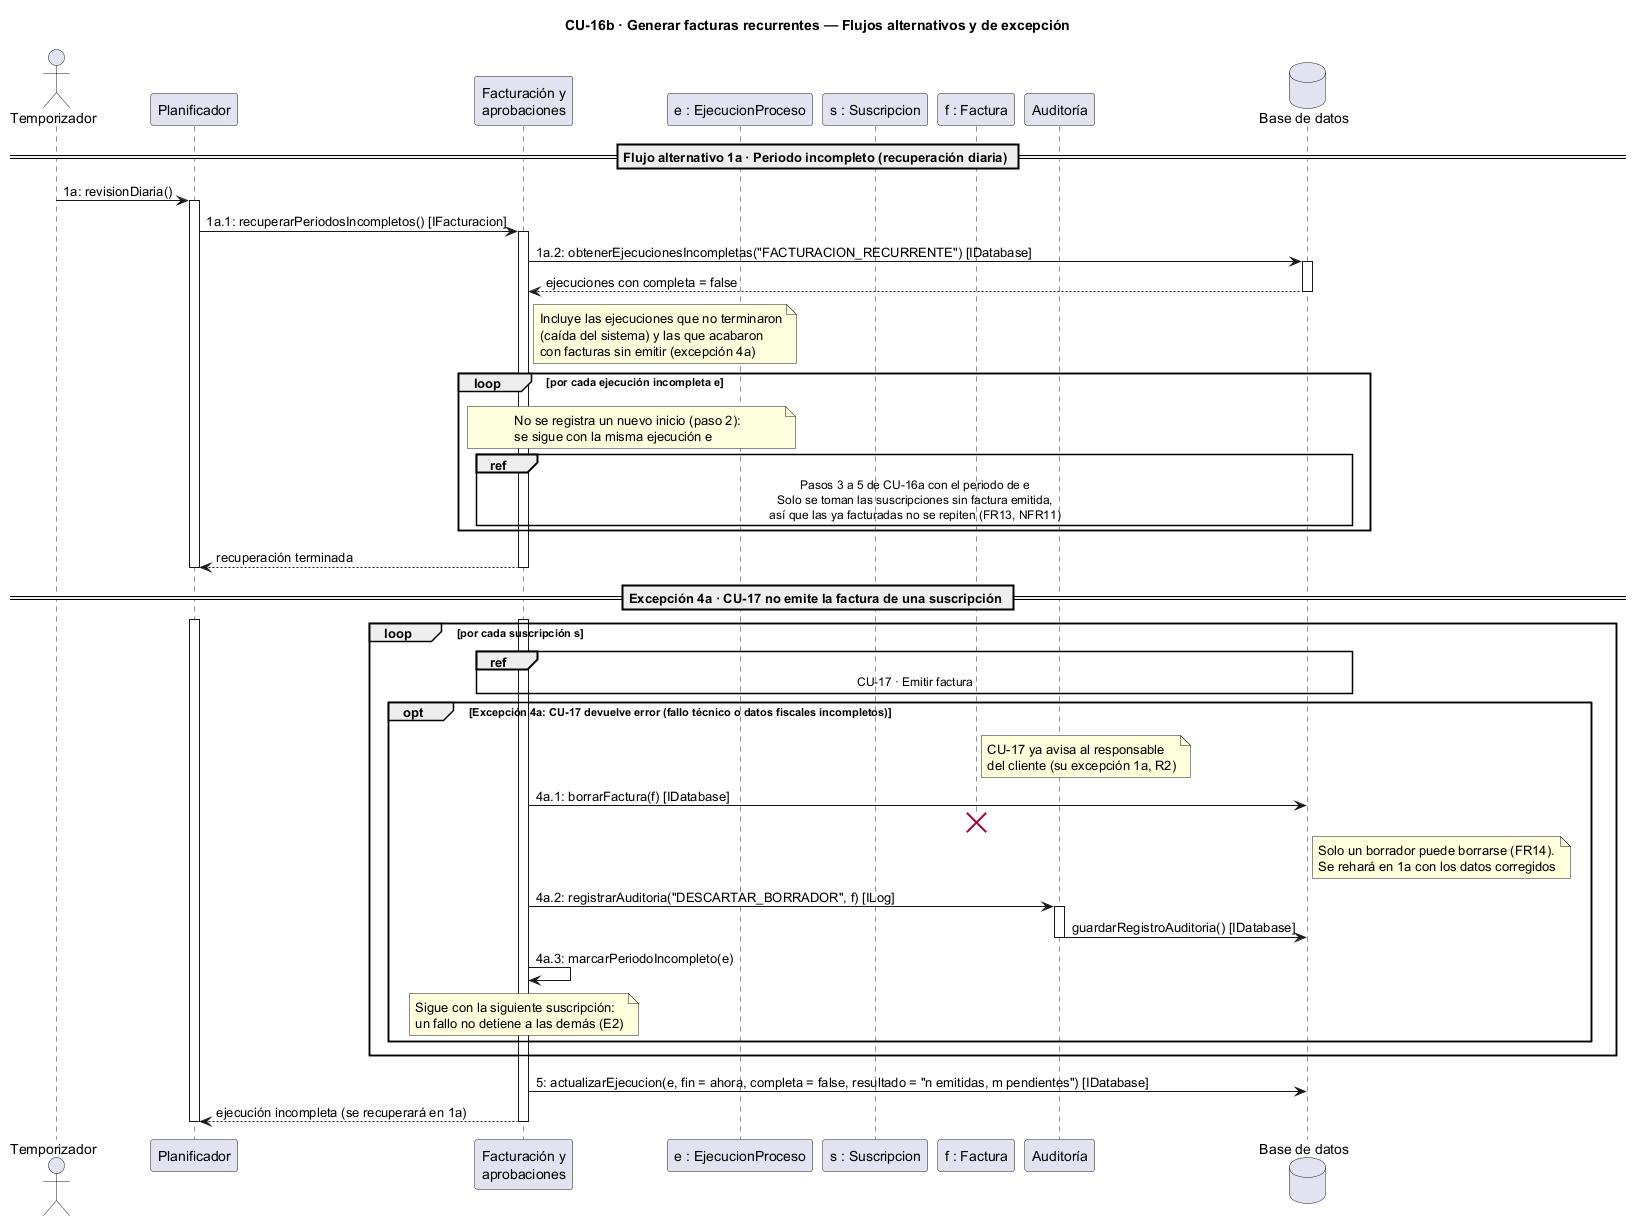 CU-16b · Generar facturas recurrentes — Flujos alternativos y de excepción
Temporizador
Planificador
Facturación y
aprobaciones
e : EjecucionProceso
s : Suscripcion
f : Factura
Auditoría
Base de datos
Flujo alternativo 1a · Periodo incompleto (recuperación diaria)
1a: revisionDiaria()
1a.1: recuperarPeriodosIncompletos() [IFacturacion]
1a.2: obtenerEjecucionesIncompletas("FACTURACION_RECURRENTE") [IDatabase]
ejecuciones con completa = false
Incluye las ejecuciones que no terminaron
(caída del sistema) y las que acabaron
con facturas sin emitir (excepción 4a)
loop
[por cada ejecución incompleta e]
No se registra un nuevo inicio (paso 2):
se sigue con la misma ejecución e
ref
Pasos 3 a 5 de CU-16a con el periodo de e
Solo se toman las suscripciones sin factura emitida,
así que las ya facturadas no se repiten (FR13, NFR11)
recuperación terminada
Excepción 4a · CU-17 no emite la factura de una suscripción
loop
[por cada suscripción s]
ref
CU-17 · Emitir factura
opt
[Excepción 4a: CU-17 devuelve error (fallo técnico o datos fiscales incompletos)]
CU-17 ya avisa al responsable
del cliente (su excepción 1a, R2)
4a.1: borrarFactura(f) [IDatabase]
Solo un borrador puede borrarse (FR14).
Se rehará en 1a con los datos corregidos
4a.2: registrarAuditoria("DESCARTAR_BORRADOR", f) [ILog]
guardarRegistroAuditoria() [IDatabase]
4a.3: marcarPeriodoIncompleto(e)
Sigue con la siguiente suscripción:
un fallo no detiene a las demás (E2)
5: actualizarEjecucion(e, fin = ahora, completa = false, resultado = "n emitidas, m pendientes") [IDatabase]
ejecución incompleta (se recuperará en 1a)
Temporizador
Planificador
Facturación y
aprobaciones
e : EjecucionProceso
s : Suscripcion
f : Factura
Auditoría
Base de datos